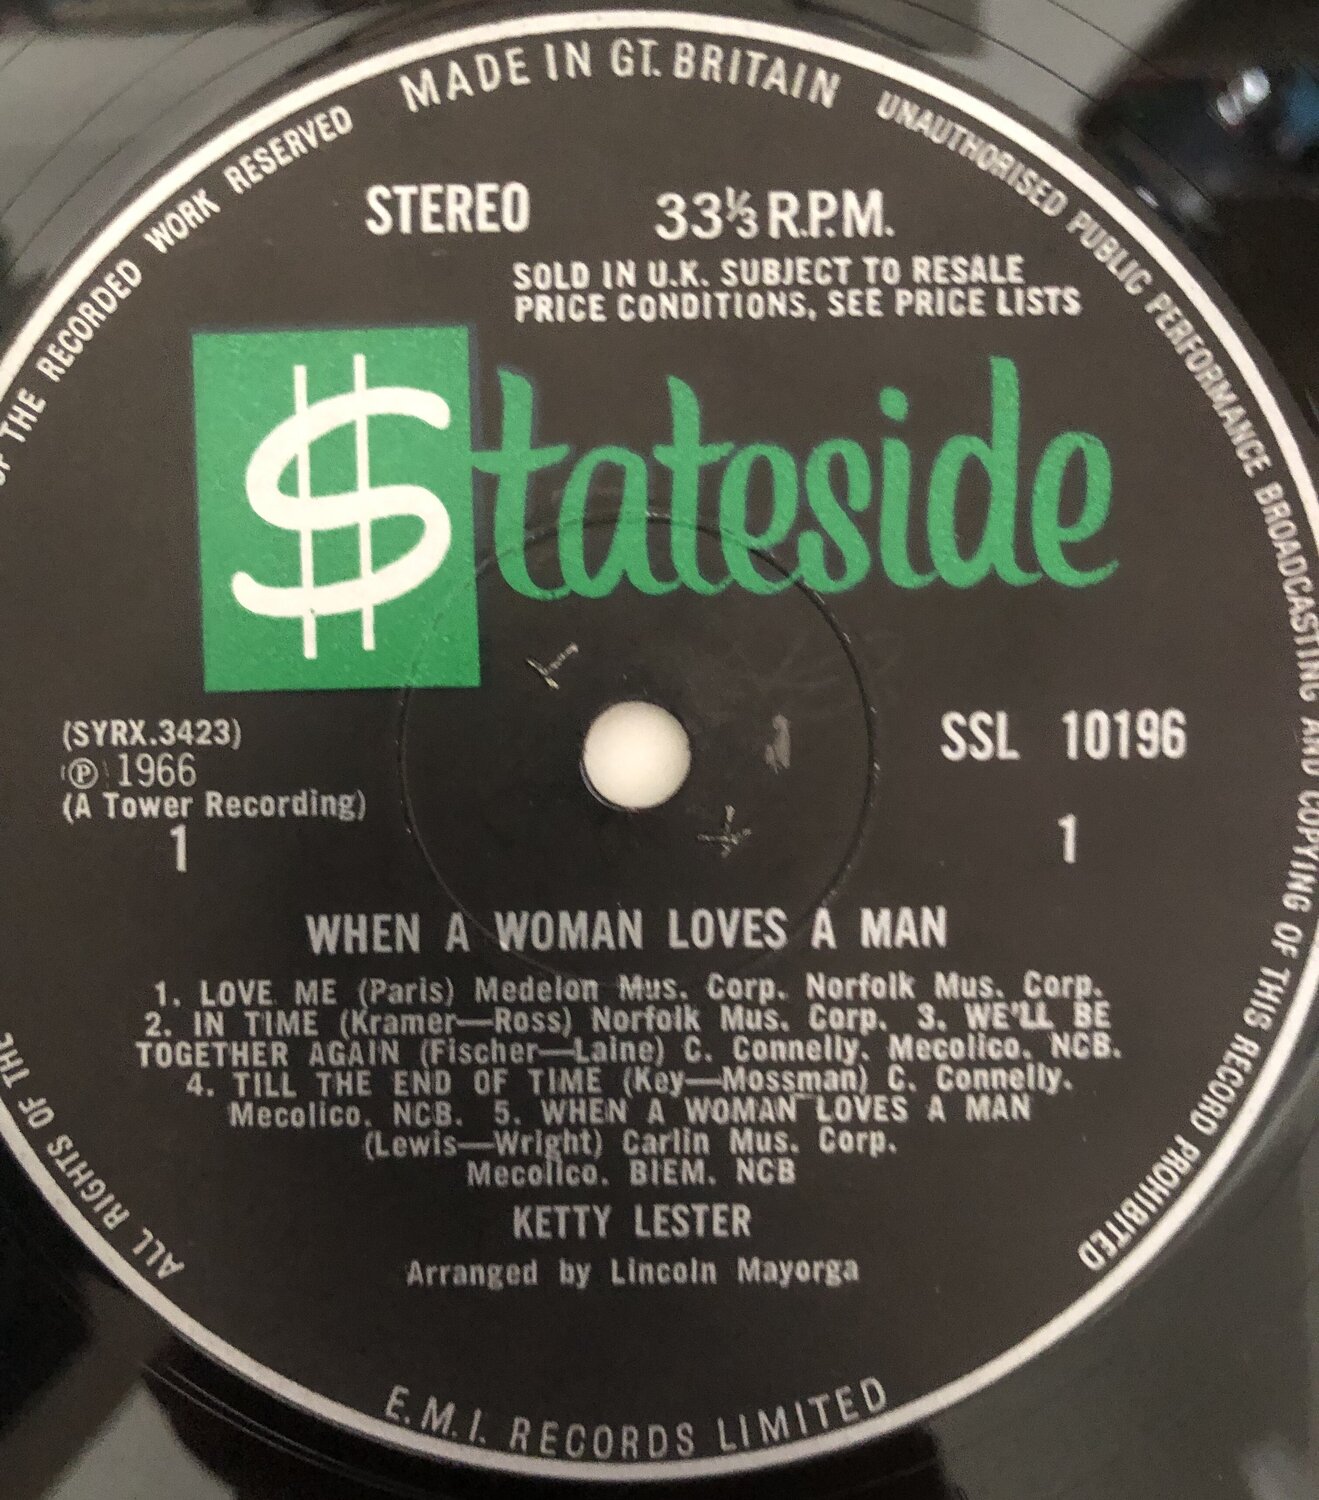 MADE IN GT. BRITAIN
UNAUTHORISED PUBLIC PERFORMANCE BROADCASTING AND COPYING OF THIS RECORD PROHIBITED
ALL RIGHTS OF THE
OF THE RECORDED WORK RESERVED
STEREO 33⅓ R.P.M.
SOLD IN U.K. SUBJECT TO RESALE
PRICE CONDITIONS, SEE PRICE LISTS
$tateside
(SYRX.3423)
℗ 1966
(A Tower Recording)
1
SSL 10196
1
WHEN A WOMAN LOVES A MAN
1. LOVE ME (Paris) Medelon Mus. Corp. Norfolk Mus. Corp.
2. IN TIME (Kramer—Ross) Norfolk Mus. Corp. 3. WE'LL BE
TOGETHER AGAIN (Fischer—Laine) C. Connelly. Mecolico. NCB.
4. TILL THE END OF TIME (Key—Mossman) C. Connelly.
Mecolico. NCB. 5. WHEN A WOMAN LOVES A MAN
(Lewis—Wright) Carlin Mus. Corp.
Mecolico. BIEM. NCB
KETTY LESTER
Arranged by Lincoln Mayorga
E.M.I. RECORDS LIMITED